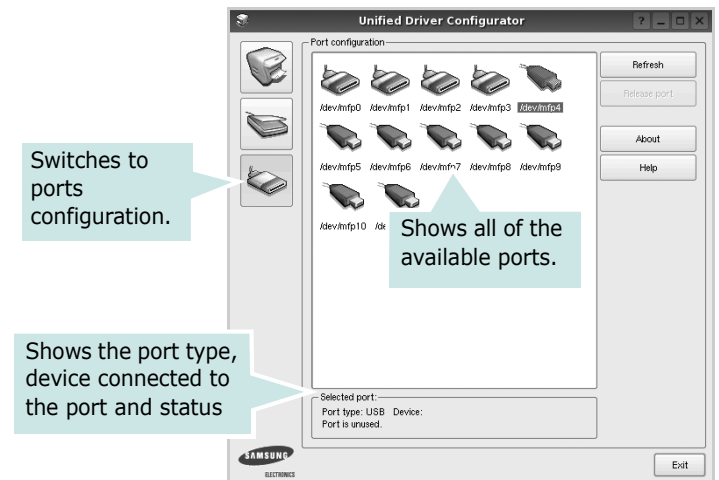 Unified Driver Configurator
Port configuration
/dev/mfp0 /dev/mfp1 /dev/mfp2 /dev/mfp3 /dev/mfp4
/dev/mfp5 /dev/mfp6 /dev/mfp7 /dev/mfp8 /dev/mfp9
/dev/mfp10
Refresh
Release port
About
Help
Switches to
ports
configuration.
Shows all of the
available ports.
Shows the port type,
device connected to
the port and status
Selected port:
Port type: USB Device:
Port is unused.
SAMSUNG
ELECTRONICS
Exit